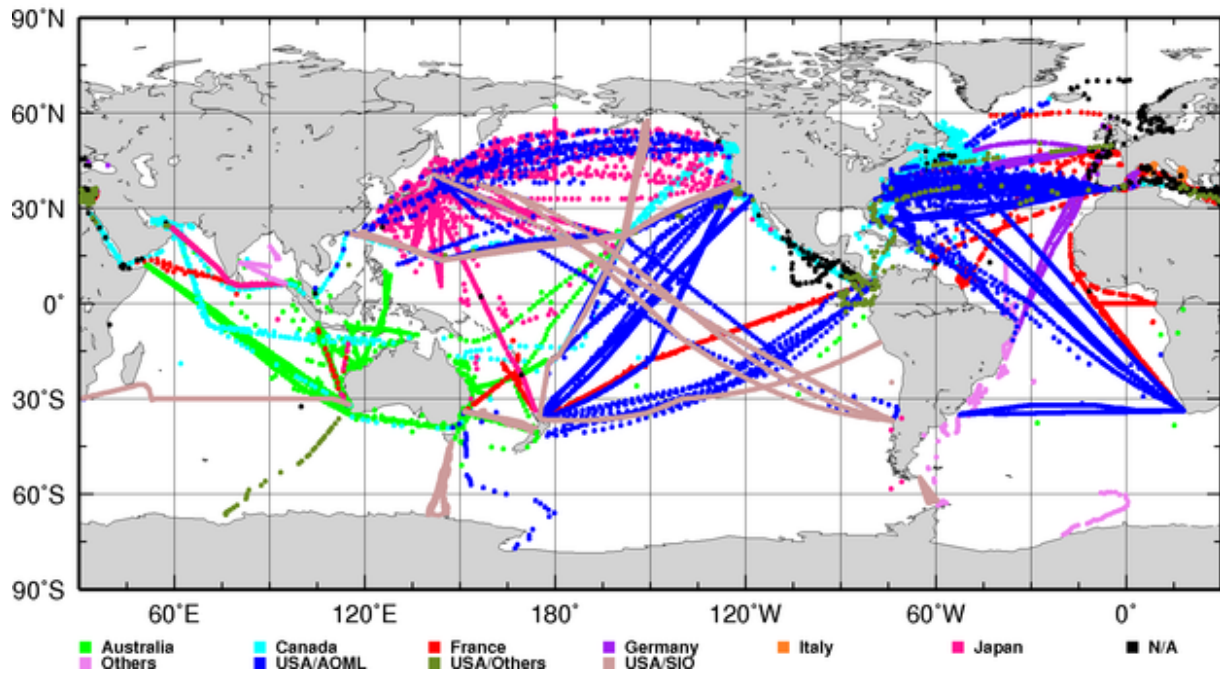 90°N
60°N
30°N
0°
30°S
60°S
90°S
60°E 120°E 180° 120°W 60°W 0°
Australia Canada France Germany Italy Japan N/A
Others USA/AOML USA/Others USA/SIO